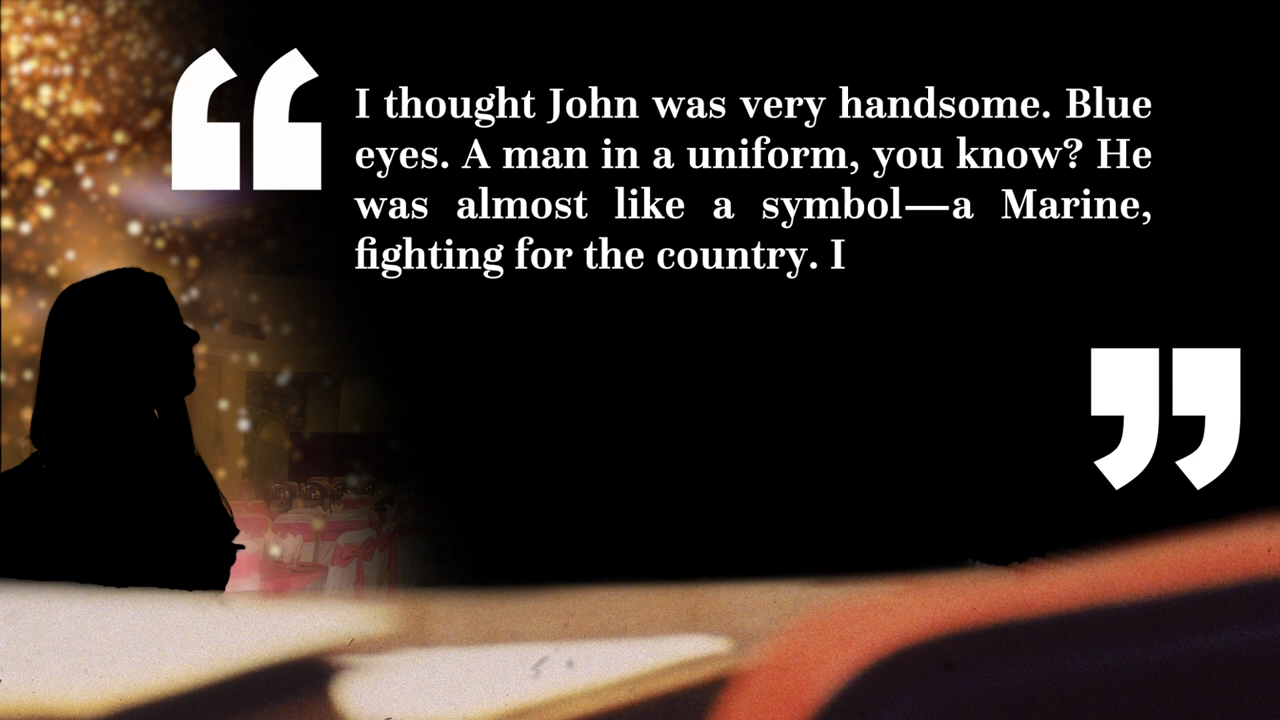 “
I thought John was very handsome. Blue
eyes. A man in a uniform, you know? He
was almost like a symbol—a Marine,
fighting for the country. I
”